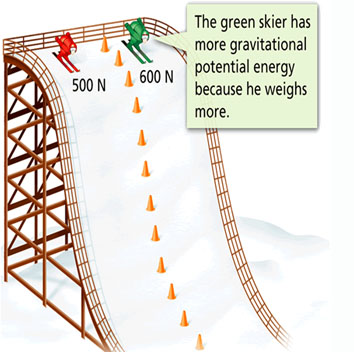 The green skier has
more gravitational
potential energy
because he weighs
more.
500 N
600 N